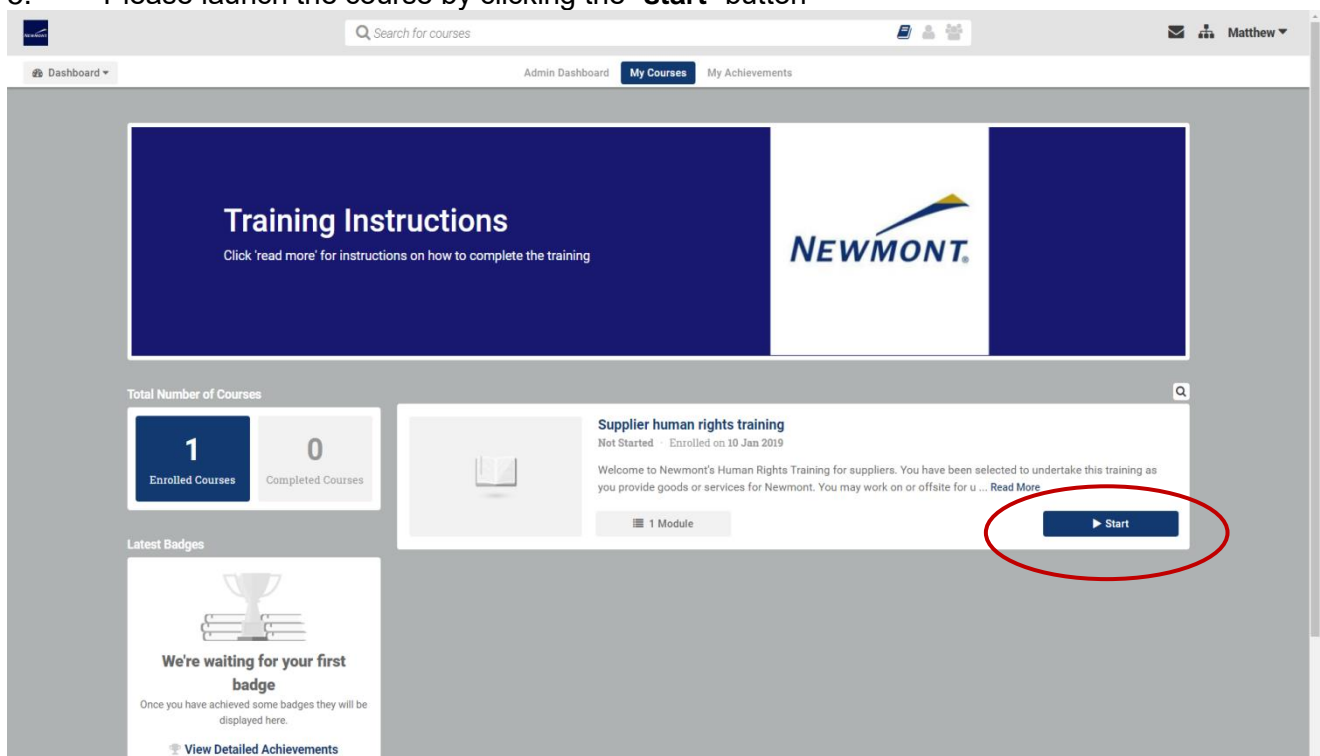 Please launch the course by clicking the "Start" button
NEWMONT
Search for courses
Matthew
Dashboard
Admin Dashboard
My Courses
My Achievements
Training Instructions
Click 'read more' for instructions on how to complete the training
NEWMONT®
Total Number of Courses
1
Enrolled Courses
0
Completed Courses
Supplier human rights training
Not Started · Enrolled on 10 Jan 2019
Welcome to Newmont's Human Rights Training for suppliers. You have been selected to undertake this training as
you provide goods or services for Newmont. You may work on or offsite for u ... Read More
1 Module
Start
Latest Badges
We're waiting for your first
badge
Once you have achieved some badges they will be
displayed here.
View Detailed Achievements